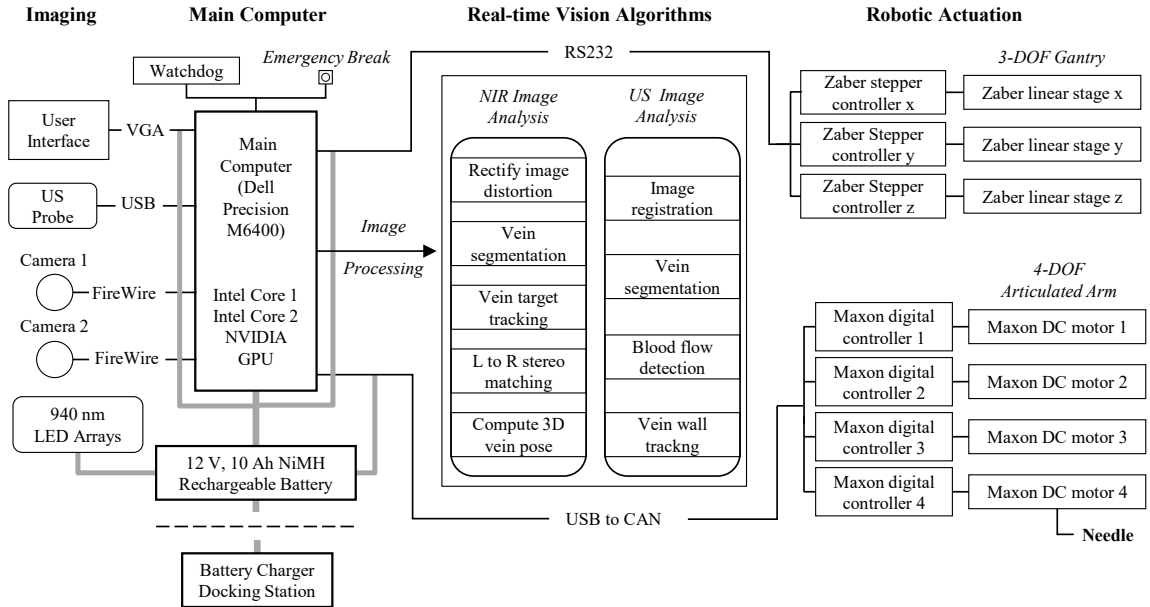 Imaging
Main Computer
Real-time Vision Algorithms
Robotic Actuation
Watchdog
Emergency Break
User
Interface
VGA
US
Probe
USB
Camera 1
FireWire
Camera 2
FireWire
940 nm
LED Arrays
Main
Computer
(Dell
Precision
M6400)
Intel Core 1
Intel Core 2
NVIDIA
GPU
12 V, 10 Ah NiMH
Rechargeable Battery
Battery Charger
Docking Station
Image
Processing
RS232
NIR Image
Analysis
Rectify image
distortion
Vein
segmentation
Vein target
tracking
L to R stereo
matching
Compute 3D
vein pose
US Image
Analysis
Image
registration
Vein
segmentation
Blood flow
detection
Vein wall
trackng
USB to CAN
3-DOF Gantry
Zaber stepper
controller x
Zaber linear stage x
Zaber Stepper
controller y
Zaber linear stage y
Zaber Stepper
controller z
Zaber linear stage z
4-DOF
Articulated Arm
Maxon digital
controller 1
Maxon DC motor 1
Maxon digital
controller 2
Maxon DC motor 2
Maxon digital
controller 3
Maxon DC motor 3
Maxon digital
controller 4
Maxon DC motor 4
Needle